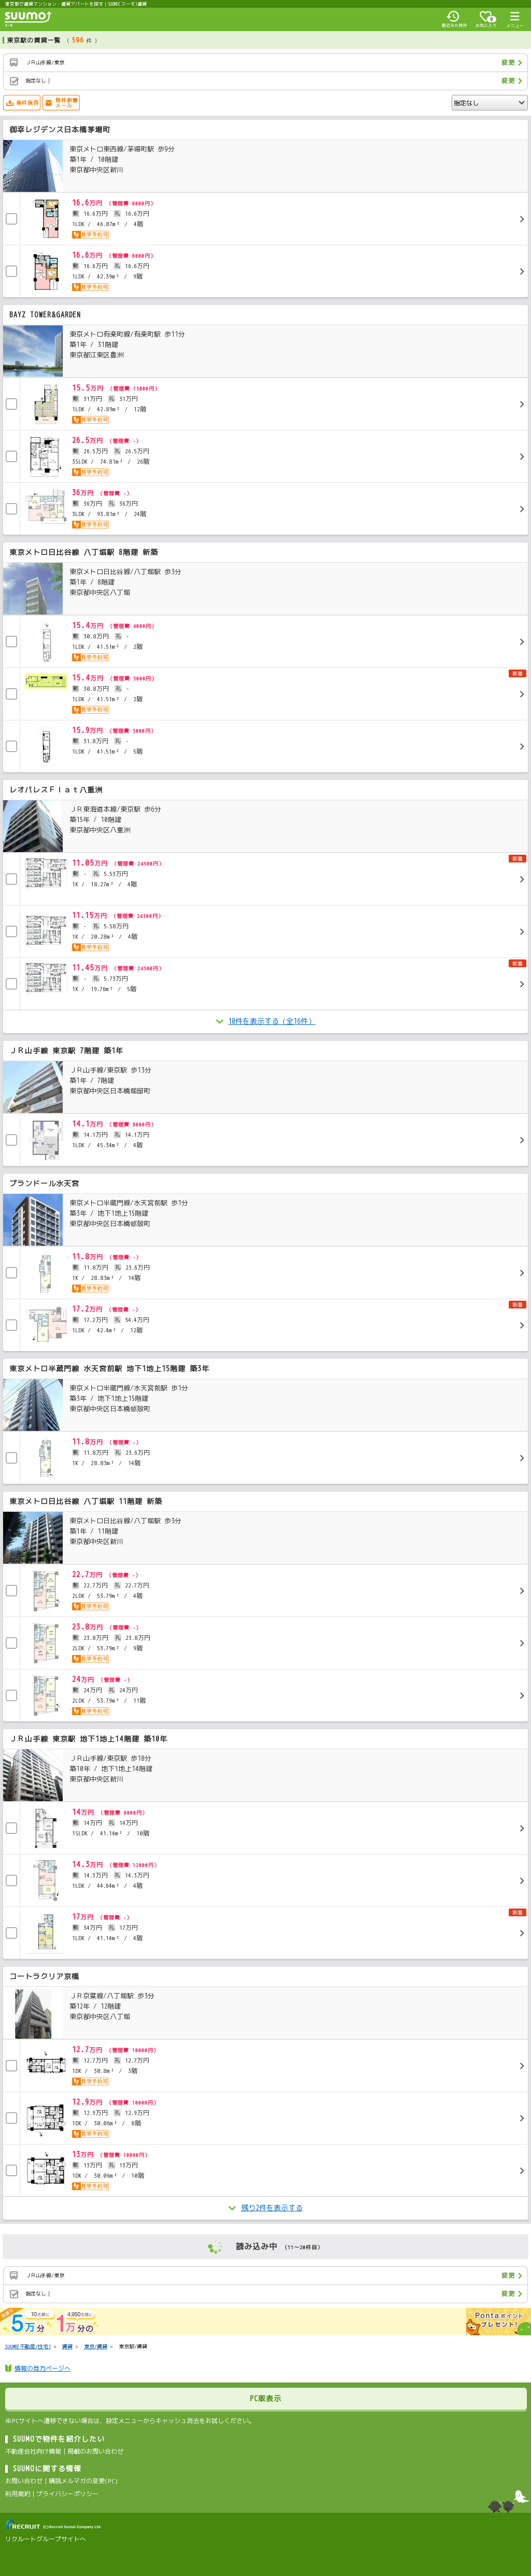 東京駅で賃貸マンション・賃貸アパートを探す｜SUUMO(スーモ)賃貸
SUUMO
スーモ
最近みた物件
0
お気に入り
メニュー
東京駅の賃貸一覧 （ 596 件 ）
ＪＲ山手線/東京
変更
指定なし｜
変更
条件保存
物件新着メール
指定なし
御幸レジデンス日本橋茅場町
東京メトロ東西線/茅場町駅 歩9分
築1年 / 10階建
東京都中央区新川
16.6万円 （管理費 8000円）
敷 16.6万円 礼 16.6万円
1LDK / 46.87m² / 4階
見学予約可
16.6万円 （管理費 8000円）
敷 16.6万円 礼 16.6万円
1LDK / 42.39m² / 9階
見学予約可
BAYZ TOWER&GARDEN
東京メトロ有楽町線/有楽町駅 歩11分
築1年 / 31階建
東京都江東区豊洲
15.5万円 （管理費 15000円）
敷 31万円 礼 31万円
1LDK / 42.89m² / 12階
見学予約可
26.5万円 （管理費 -）
敷 26.5万円 礼 26.5万円
3SLDK / 74.81m² / 26階
見学予約可
36万円 （管理費 -）
敷 36万円 礼 36万円
3LDK / 93.81m² / 24階
見学予約可
東京メトロ日比谷線 八丁堀駅 8階建 新築
東京メトロ日比谷線/八丁堀駅 歩3分
築1年 / 8階建
東京都中央区八丁堀
15.4万円 （管理費 4000円）
敷 30.8万円 礼 -
1LDK / 41.51m² / 2階
見学予約可
新着
15.4万円 （管理費 5000円）
敷 30.8万円 礼 -
1LDK / 41.51m² / 2階
見学予約可
15.9万円 （管理費 5000円）
敷 31.8万円 礼 -
1LDK / 41.51m² / 5階
レオパレスＦｌａｔ八重洲
ＪＲ東海道本線/東京駅 歩6分
築15年 / 10階建
東京都中央区八重洲
新着
11.05万円 （管理費 24500円）
敷 - 礼 5.53万円
1K / 18.27m² / 4階
11.15万円 （管理費 24500円）
敷 - 礼 5.58万円
1K / 20.28m² / 4階
見学予約可
新着
11.45万円 （管理費 24500円）
敷 - 礼 5.73万円
1K / 19.76m² / 5階
10件を表示する（全16件）
ＪＲ山手線 東京駅 7階建 築1年
ＪＲ山手線/東京駅 歩13分
築1年 / 7階建
東京都中央区日本橋堀留町
14.1万円 （管理費 8000円）
敷 14.1万円 礼 14.1万円
1LDK / 45.34m² / 4階
ブランドール水天宮
東京メトロ半蔵門線/水天宮前駅 歩1分
築3年 / 地下1地上15階建
東京都中央区日本橋蛎殻町
11.8万円 （管理費 -）
敷 11.8万円 礼 23.6万円
1K / 28.83m² / 14階
見学予約可
新着
17.2万円 （管理費 -）
敷 17.2万円 礼 34.4万円
1LDK / 42.4m² / 12階
東京メトロ半蔵門線 水天宮前駅 地下1地上15階建 築3年
東京メトロ半蔵門線/水天宮前駅 歩1分
築3年 / 地下1地上15階建
東京都中央区日本橋蛎殻町
11.8万円 （管理費 -）
敷 11.8万円 礼 23.6万円
1K / 28.83m² / 14階
東京メトロ日比谷線 八丁堀駅 11階建 新築
東京メトロ日比谷線/八丁堀駅 歩3分
築1年 / 11階建
東京都中央区新川
22.7万円 （管理費 -）
敷 22.7万円 礼 22.7万円
2LDK / 53.79m² / 4階
見学予約可
23.8万円 （管理費 -）
敷 23.8万円 礼 23.8万円
2LDK / 53.79m² / 9階
見学予約可
24万円 （管理費 -）
敷 24万円 礼 24万円
2LDK / 53.79m² / 11階
見学予約可
ＪＲ山手線 東京駅 地下1地上14階建 築10年
ＪＲ山手線/東京駅 歩18分
築10年 / 地下1地上14階建
東京都中央区新川
14万円 （管理費 8000円）
敷 14万円 礼 14万円
1SLDK / 41.14m² / 10階
14.3万円 （管理費 12000円）
敷 14.3万円 礼 14.3万円
1LDK / 44.64m² / 4階
新着
17万円 （管理費 -）
敷 34万円 礼 17万円
1LDK / 41.14m² / 4階
コートラクリア京橋
ＪＲ京葉線/八丁堀駅 歩3分
築12年 / 12階建
東京都中央区八丁堀
12.7万円 （管理費 10000円）
敷 12.7万円 礼 12.7万円
1DK / 30.8m² / 3階
見学予約可
12.9万円 （管理費 10000円）
敷 12.9万円 礼 12.9万円
1DK / 30.06m² / 8階
見学予約可
13万円 （管理費 10000円）
敷 13万円 礼 13万円
1DK / 30.06m² / 10階
見学予約可
残り2件を表示する
読み込み中 （11～20件目）
ＪＲ山手線/東京
変更
指定なし｜
変更
10名様に
5万分
4,950名様に
1万分の
Pontaポイント
プレゼント!
SUUMO[不動産/住宅] > 賃貸 > 東京/賃貸 > 東京駅/賃貸
情報の見方ページへ
PC版表示
※PCサイトへ遷移できない場合は、設定メニューからキャッシュ消去をお試しください。
SUUMOで物件を紹介したい
不動産会社向け情報｜掲載のお問い合わせ
SUUMOに関する情報
お問い合わせ｜購読メルマガの変更(PC)
利用規約｜プライバシーポリシー
RECRUIT (c)Recruit Sumai Company Ltd.
リクルートグループサイトへ